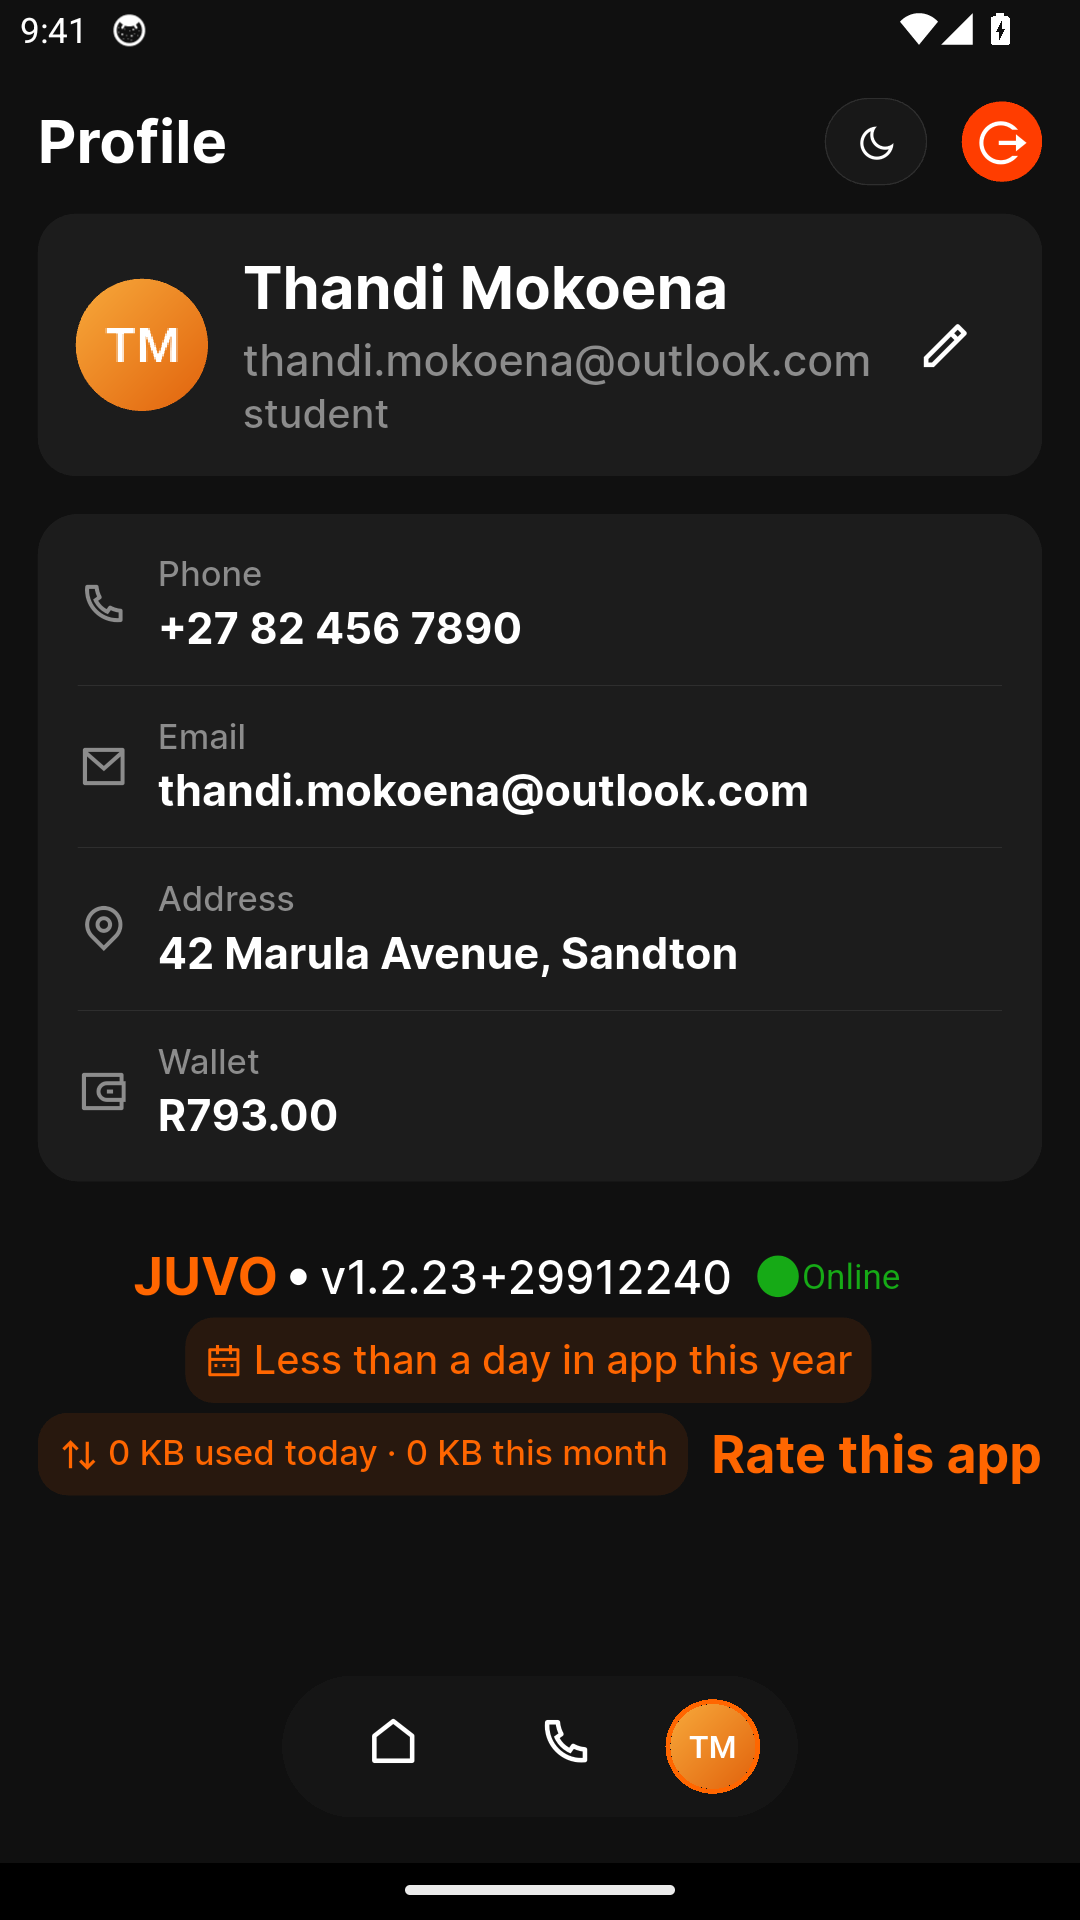 9:41
Profile
TM
Thandi Mokoena
thandi.mokoena@outlook.com
student
Phone
+27 82 456 7890
Email
thandi.mokoena@outlook.com
Address
42 Marula Avenue, Sandton
Wallet
R793.00
JUVO • v1.2.23+29912240 Online
Less than a day in app this year
0 KB used today · 0 KB this month
Rate this app
TM